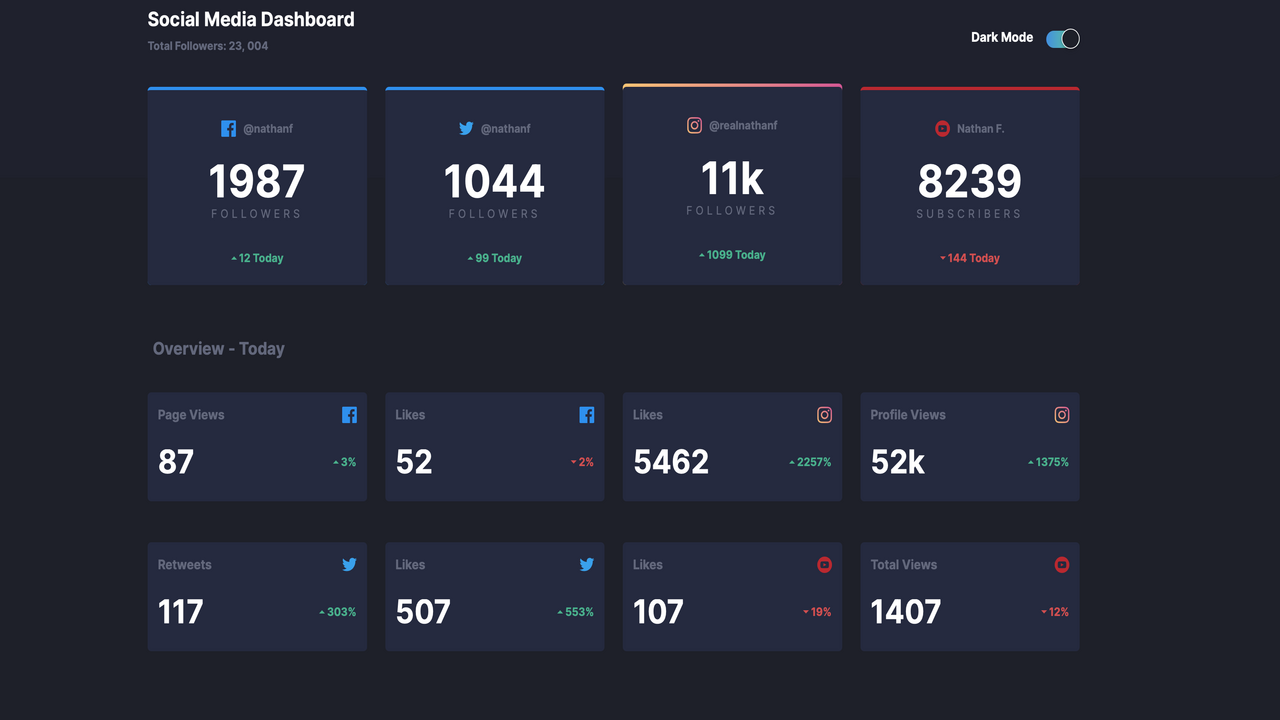 Social Media Dashboard
Total Followers: 23, 004
Dark Mode
@nathanf
1987
FOLLOWERS
12 Today
@nathanf
1044
FOLLOWERS
99 Today
@realnathanf
11k
FOLLOWERS
1099 Today
Nathan F.
8239
SUBSCRIBERS
144 Today
Overview - Today
Page Views
87
3%
Likes
52
2%
Likes
5462
2257%
Profile Views
52k
1375%
Retweets
117
303%
Likes
507
553%
Likes
107
19%
Total Views
1407
12%